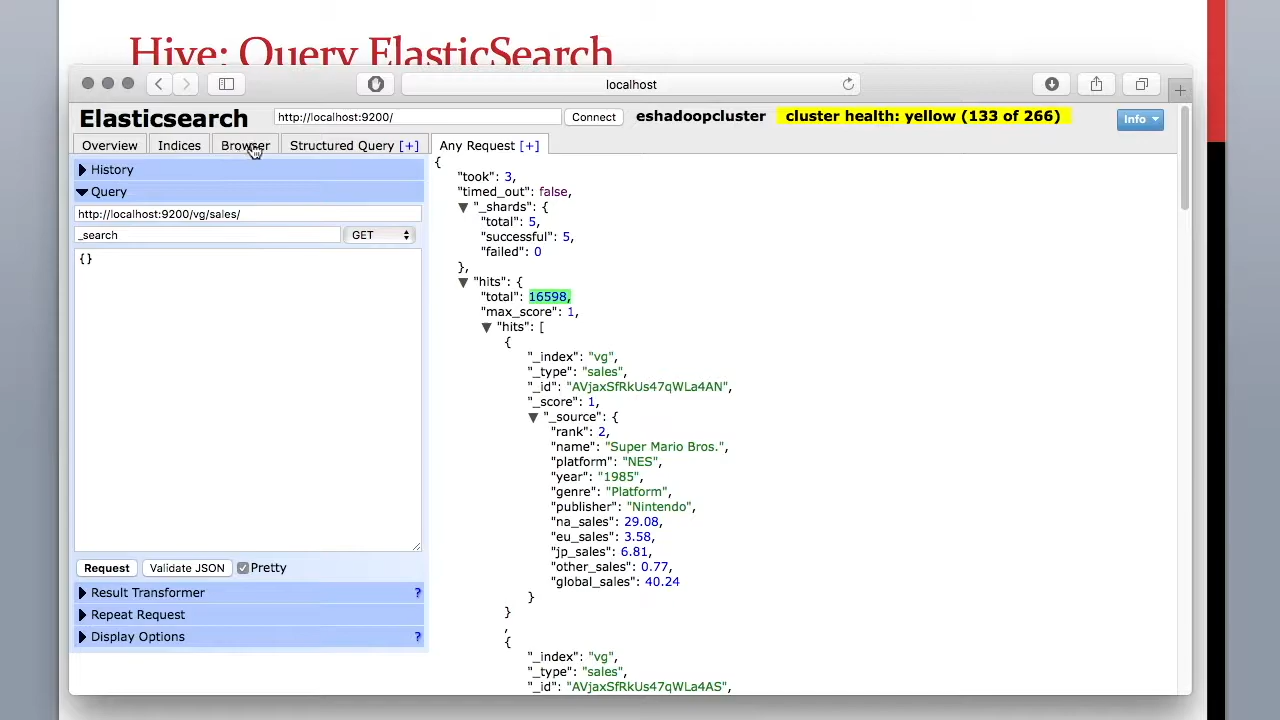 Hive: Query ElasticSearch
localhost
Elasticsearch
http://localhost:9200/
Connect
eshadoopcluster
cluster health: yellow (133 of 266)
Info
Overview
Indices
Browser
Structured Query [+]
Any Request [+]
History
Query
http://localhost:9200/vg/sales/
_search
GET
{}
Request
Validate JSON
Pretty
Result Transformer
?
Repeat Request
Display Options
?
{
"took": 3,
"timed_out": false,
"_shards": {
"total": 5,
"successful": 5,
"failed": 0
},
"hits": {
"total": 16598,
"max_score": 1,
"hits": [
{
"_index": "vg",
"_type": "sales",
"_id": "AVjaxSfRkUs47qWLa4AN",
"_score": 1,
"_source": {
"rank": 2,
"name": "Super Mario Bros.",
"platform": "NES",
"year": "1985",
"genre": "Platform",
"publisher": "Nintendo",
"na_sales": 29.08,
"eu_sales": 3.58,
"jp_sales": 6.81,
"other_sales": 0.77,
"global_sales": 40.24
}
}
,
{
"_index": "vg",
"_type": "sales",
"_id": "AVjaxSfRkUs47qWLa4AS",